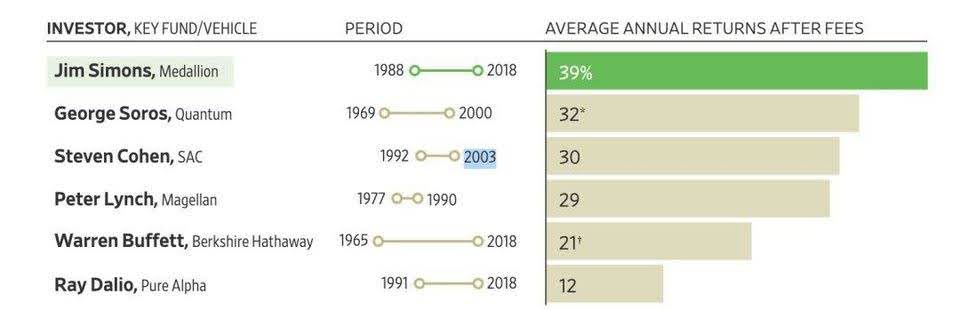 INVESTOR, KEY FUND/VEHICLE PERIOD AVERAGE ANNUAL RETURNS AFTER FEES
Jim Simons, Medallion 1988 2018 39%
George Soros, Quantum 1969 2000 32*
Steven Cohen, SAC 1992 2003 30
Peter Lynch, Magellan 1977 1990 29
Warren Buffett, Berkshire Hathaway 1965 2018 21†
Ray Dalio, Pure Alpha 1991 2018 12